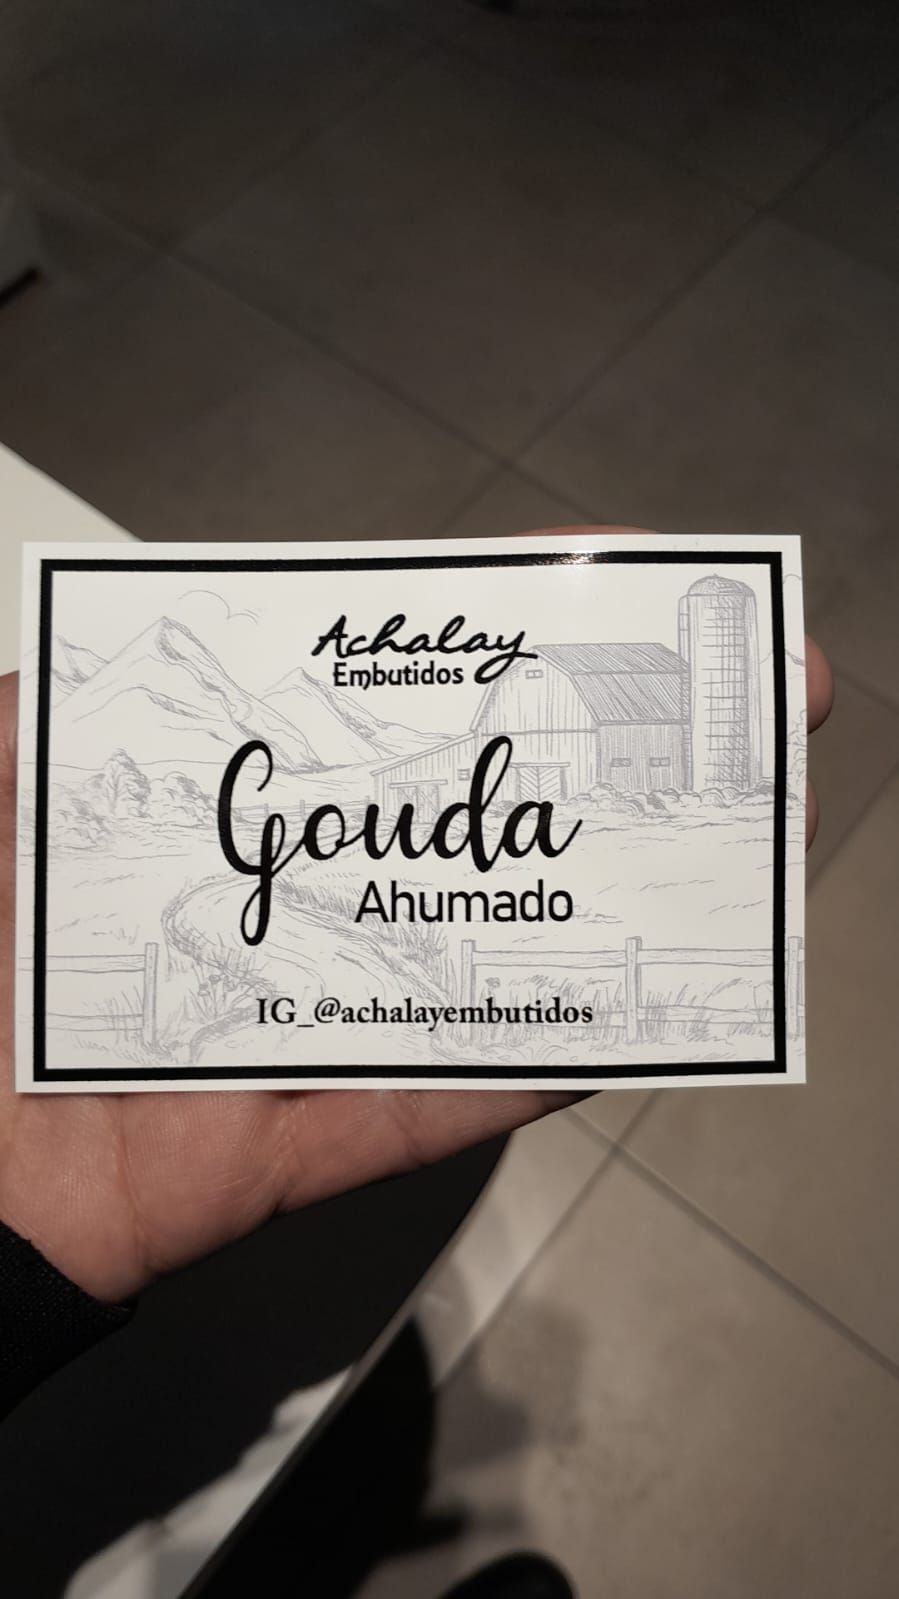 Achalay
Embutidos
Gouda
Ahumado
IG_@achalayembutidos